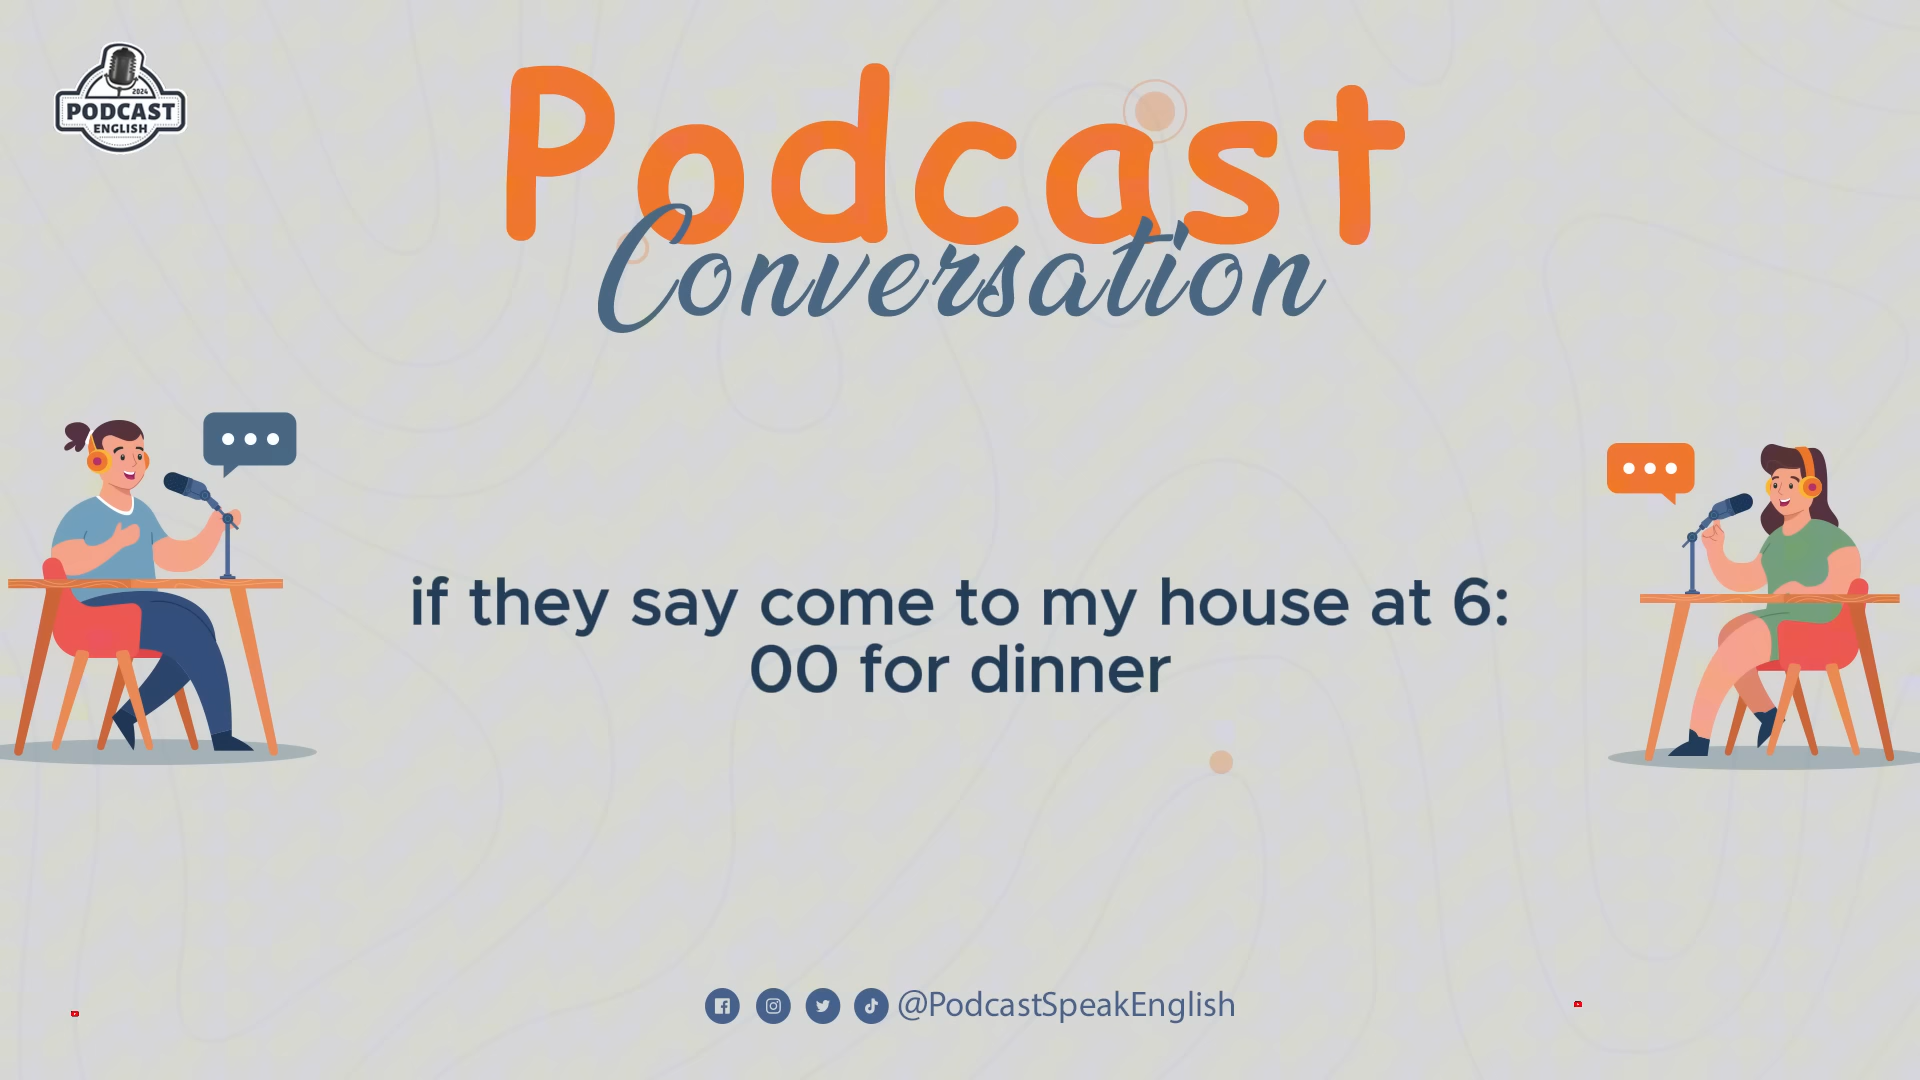 2024
PODCAST
ENGLISH
Podcast
Conversation
if they say come to my house at 6:
00 for dinner
@PodcastSpeakEnglish